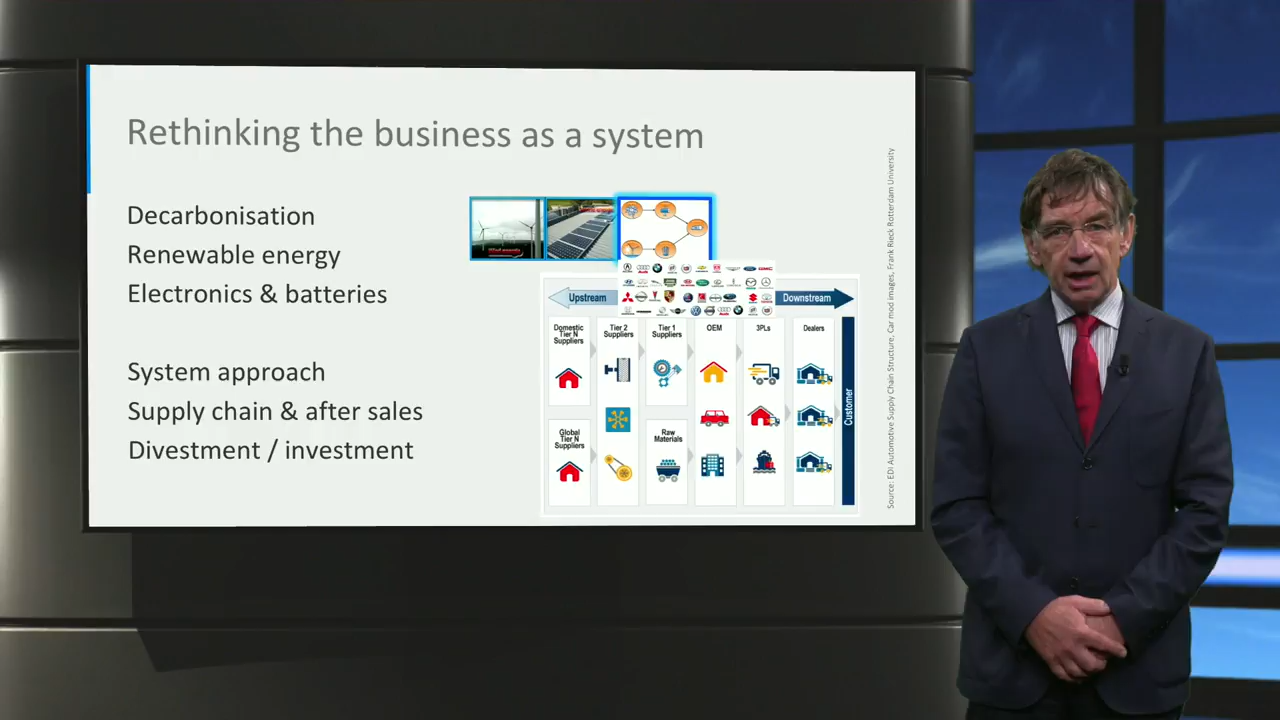 Rethinking the business as a system
Decarbonisation
Renewable energy
Electronics & batteries
System approach
Supply chain & after sales
Divestment / investment
Upstream
Downstream
Domestic
Tier N
Suppliers
Tier 2
Suppliers
Tier 1
Suppliers
OEM
3PLs
Dealers
Global
Tier N
Suppliers
Raw
Materials
Customer
Source: EDI Automotive Supply Chain Structure, Car mod images, Frank Rieck Rotterdam University